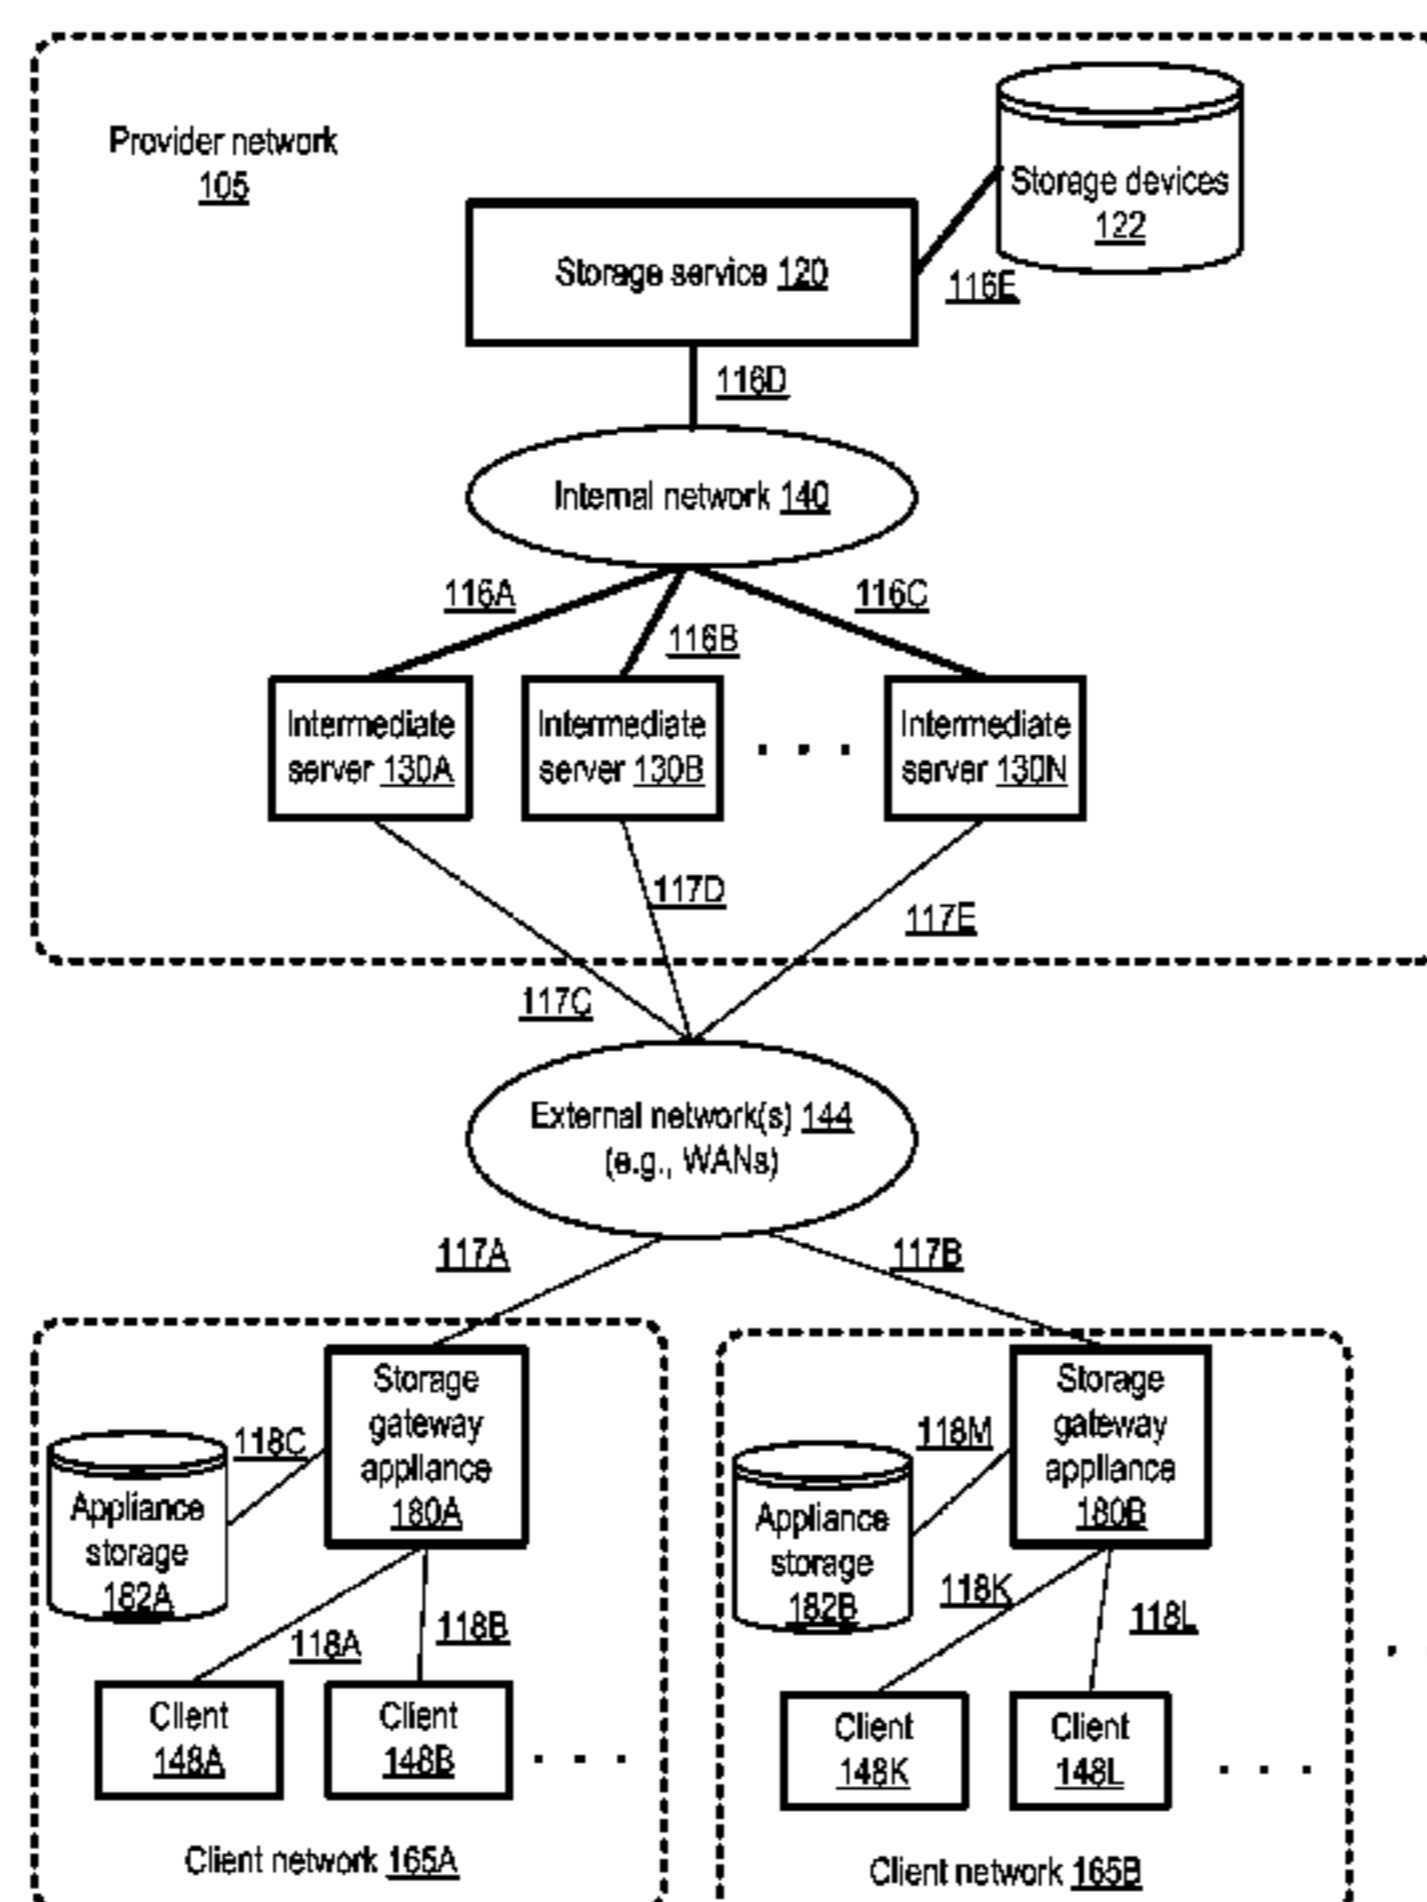 Provider network
105
Storage devices
122
Storage service 120
116E
116D
Internal network 140
116A
116C
116B
Intermediate
server 130A
Intermediate
server 130B
. . .
Intermediate
server 130N
117D
117E
117C
External network(s) 144
(e.g., WANs)
117A
117B
Storage
gateway
appliance
180A
118C
Appliance
storage
182A
118A
118B
Client
148A
Client
148B
. . .
Client network 165A
Storage
gateway
appliance
180B
118M
Appliance
storage
182B
118K
118L
Client
148K
Client
148L
. . .
Client network 165B